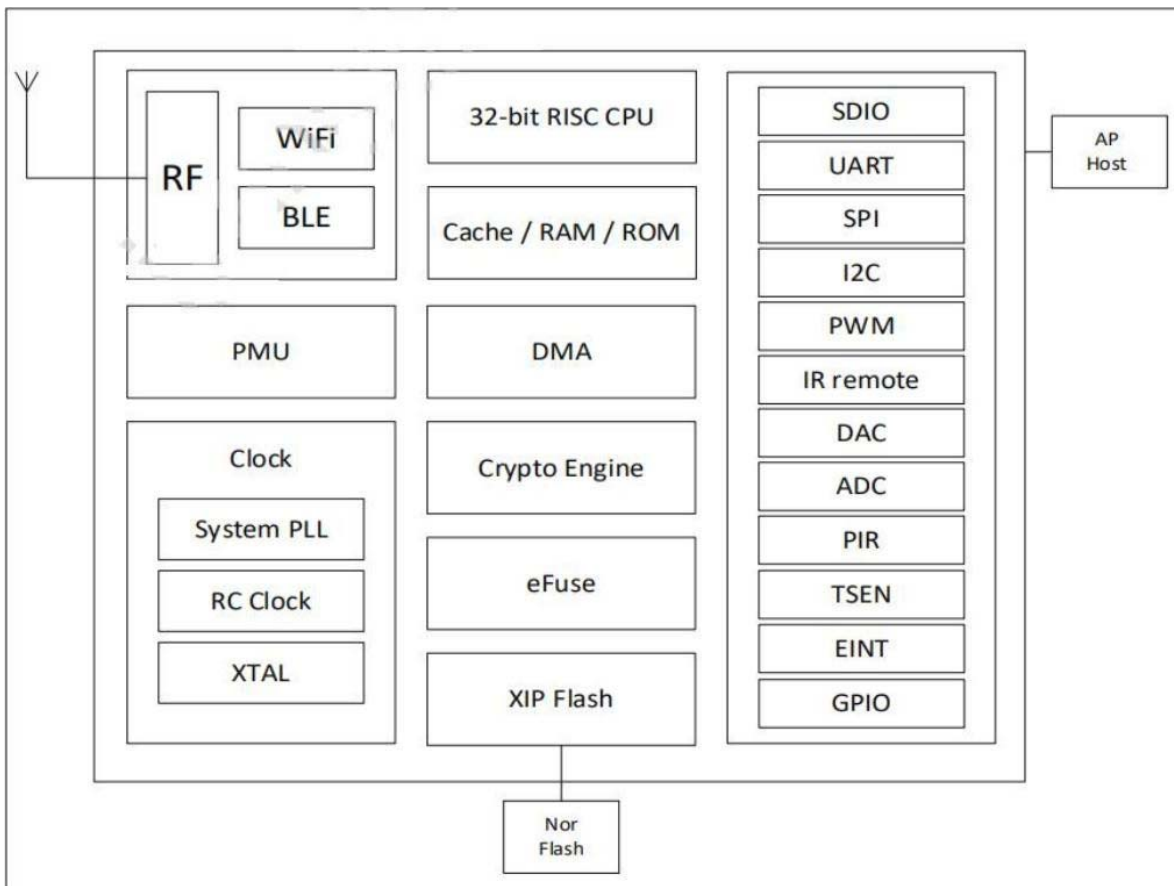 RF
WiFi
BLE
PMU
Clock
System PLL
RC Clock
XTAL
32-bit RISC CPU
Cache / RAM / ROM
DMA
Crypto Engine
eFuse
XIP Flash
SDIO
UART
SPI
I2C
PWM
IR remote
DAC
ADC
PIR
TSEN
EINT
GPIO
AP
Host
Nor
Flash